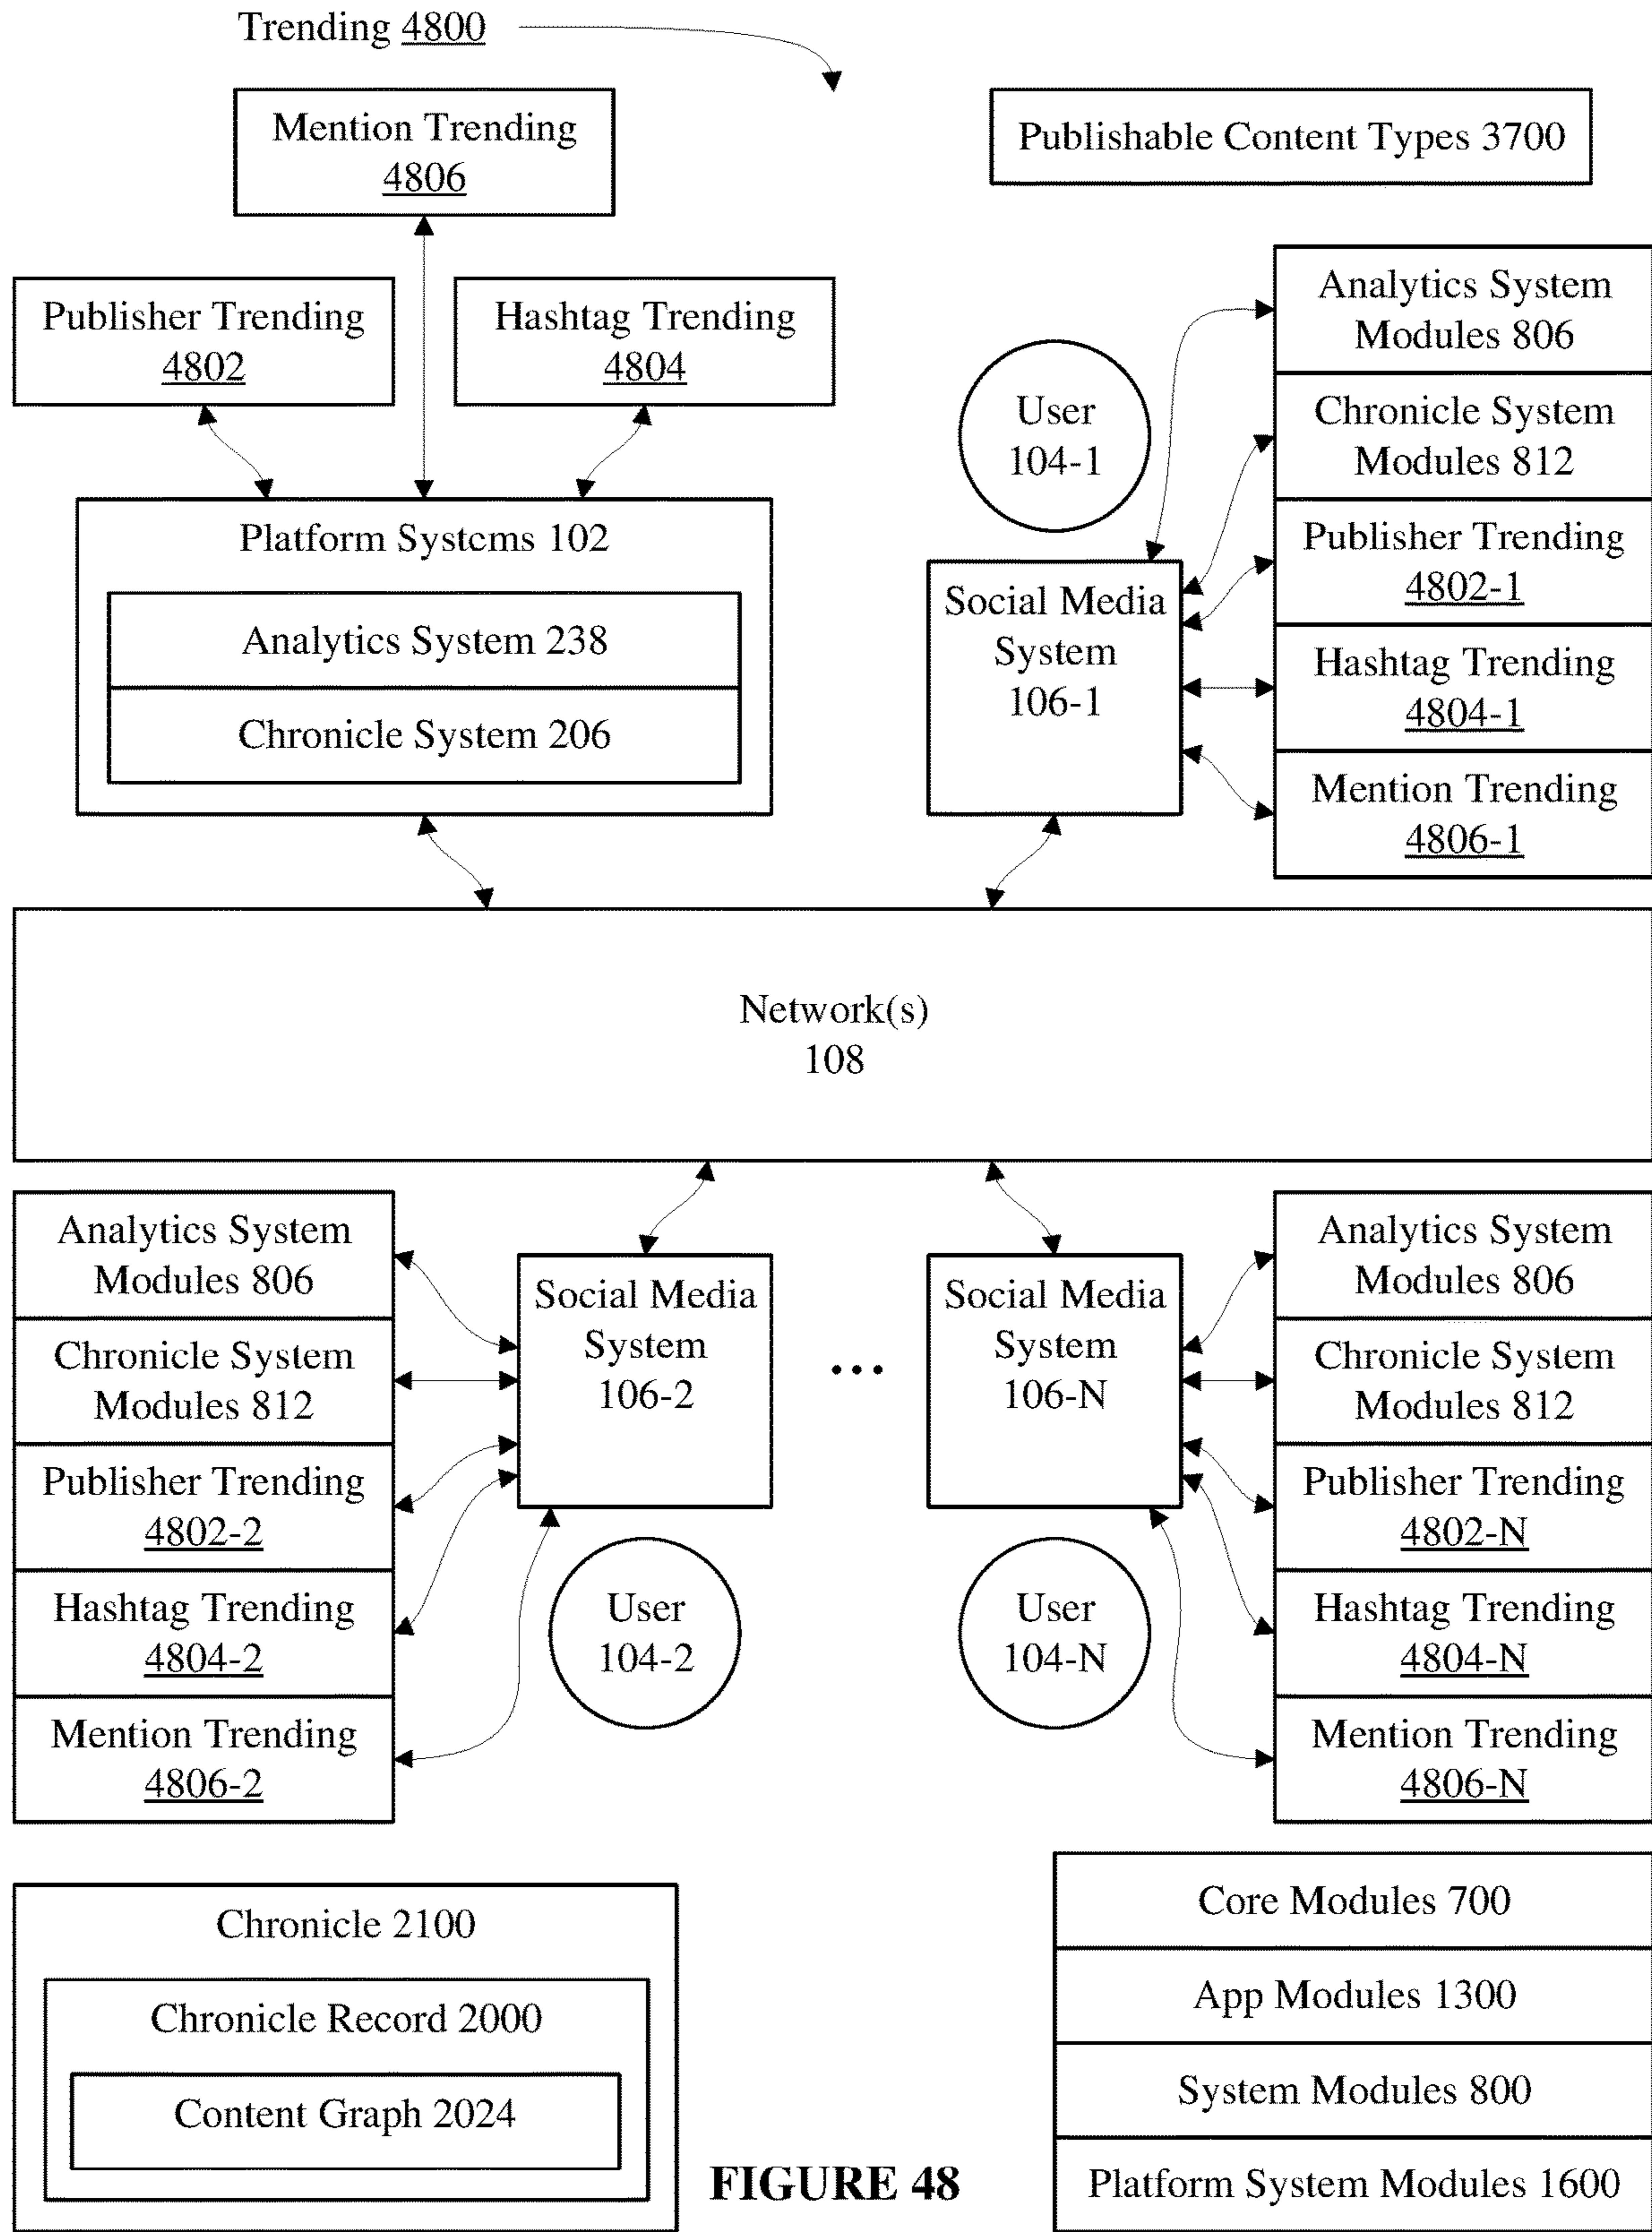 Trending 4800
Mention Trending
4806
Publishable Content Types 3700
Publisher Trending
4802
Hashtag Trending
4804
Platform Systems 102
Analytics System 238
Chronicle System 206
User
104-1
Social Media
System
106-1
Analytics System
Modules 806
Chronicle System
Modules 812
Publisher Trending
4802-1
Hashtag Trending
4804-1
Mention Trending
4806-1
Network(s)
108
Analytics System
Modules 806
Chronicle System
Modules 812
Publisher Trending
4802-2
Hashtag Trending
4804-2
Mention Trending
4806-2
Social Media
System
106-2
User
104-2
...
Social Media
System
106-N
User
104-N
Analytics System
Modules 806
Chronicle System
Modules 812
Publisher Trending
4802-N
Hashtag Trending
4804-N
Mention Trending
4806-N
Chronicle 2100
Chronicle Record 2000
Content Graph 2024
FIGURE 48
Core Modules 700
App Modules 1300
System Modules 800
Platform System Modules 1600